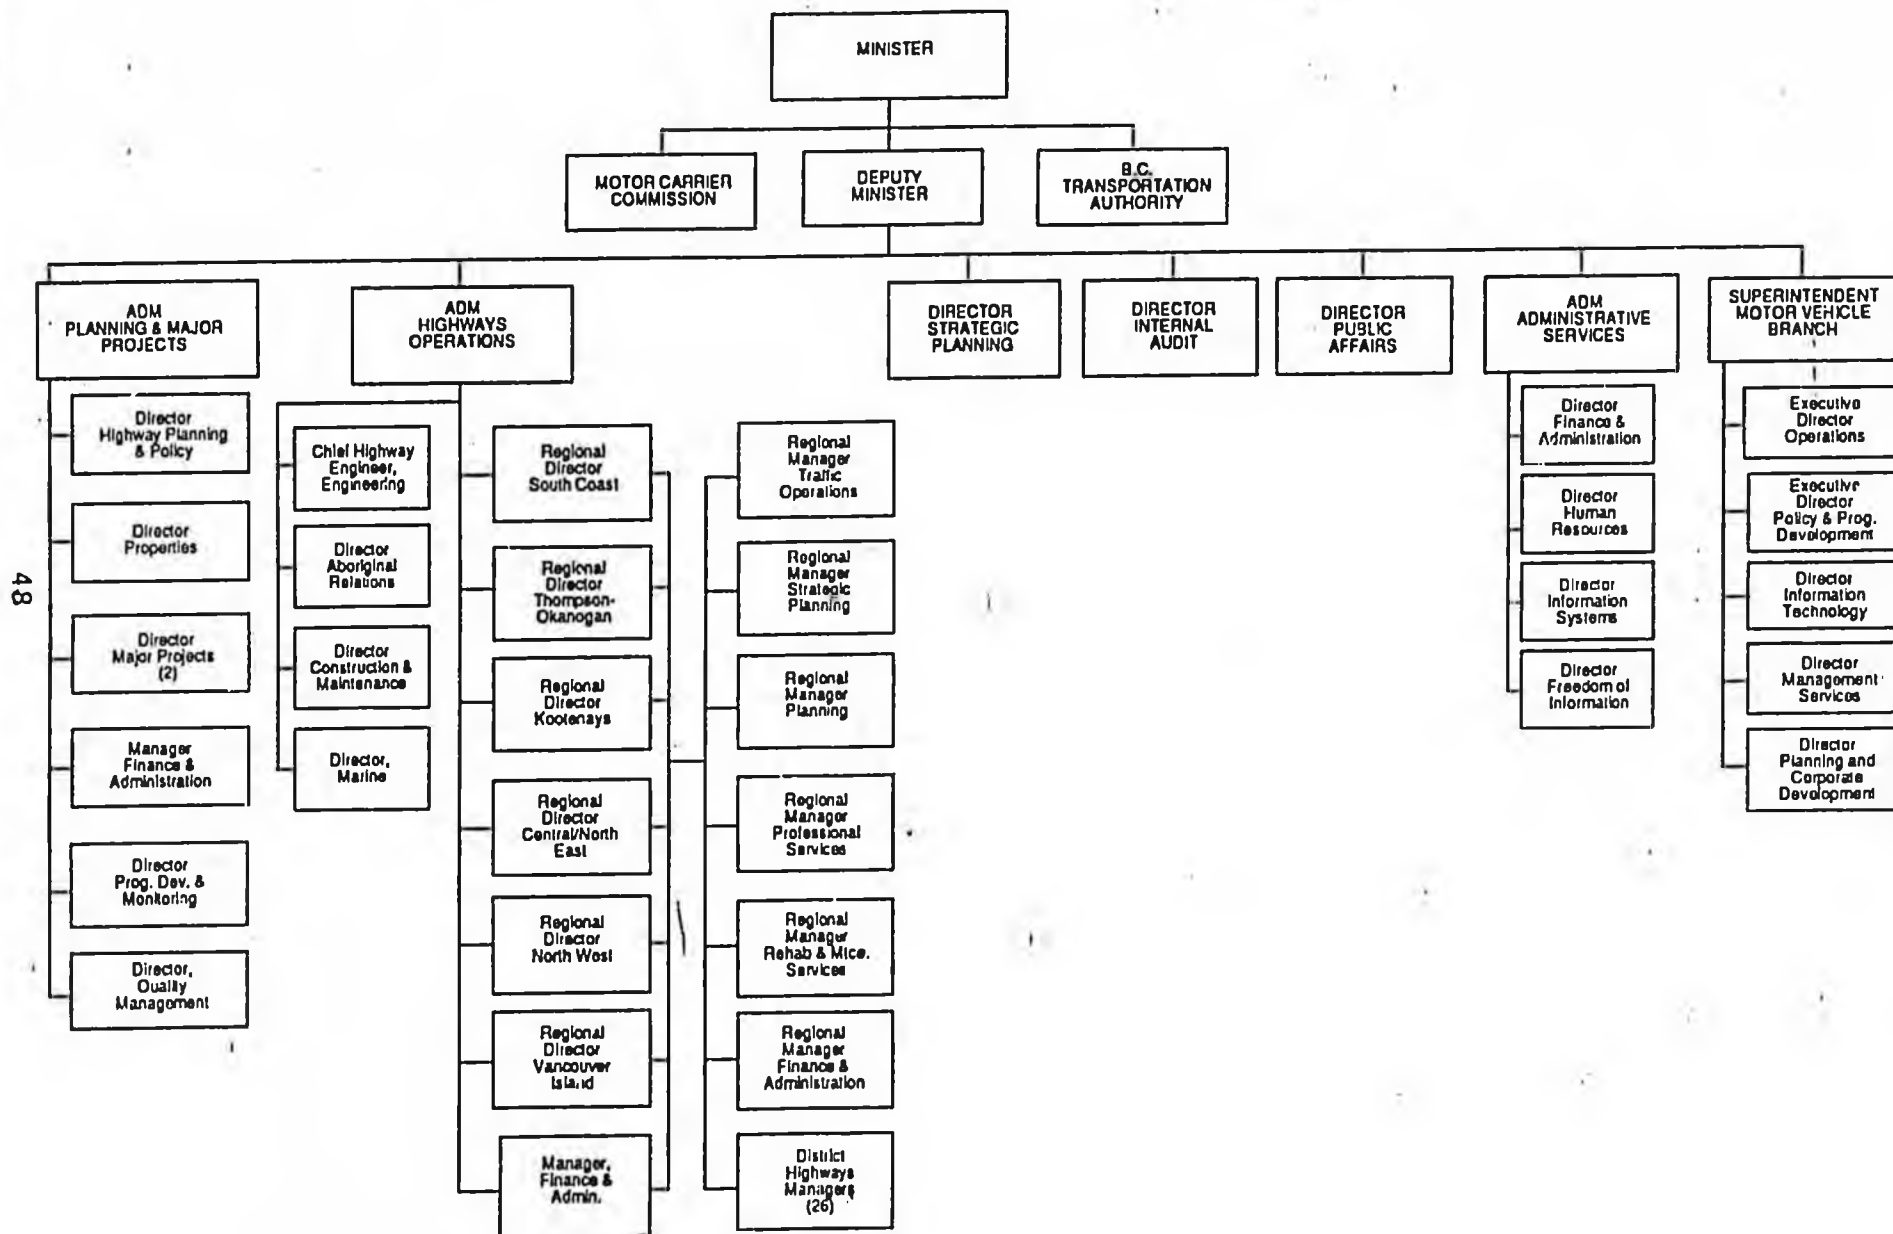 MINISTER
MOTOR CARRIER
COMMISSION
DEPUTY
MINISTER
B.C.
TRANSPORTATION
AUTHORITY
ADM
PLANNING & MAJOR
PROJECTS
ADM
HIGHWAYS
OPERATIONS
DIRECTOR
STRATEGIC
PLANNING
DIRECTOR
INTERNAL
AUDIT
DIRECTOR
PUBLIC
AFFAIRS
ADM
ADMINISTRATIVE
SERVICES
SUPERINTENDENT
MOTOR VEHICLE
BRANCH
Director
Highway Planning
& Policy
Director
Properties
Director
Major Projects
(2)
Manager
Finance &
Administration
Director
Prog. Dev. &
Monitoring
Director,
Quality
Management
Chief Highway
Engineer,
Engineering
Director
Aboriginal
Relations
Director
Construction &
Maintenance
Director,
Marine
Regional
Director
South Coast
Regional
Director
Thompson-
Okanogan
Regional
Director
Kootenays
Regional
Director
Central/North
East
Regional
Director
North West
Regional
Director
Vancouver
Island
Manager,
Finance &
Admin.
Regional
Manager
Traffic
Operations
Regional
Manager
Strategic
Planning
Regional
Manager
Planning
Regional
Manager
Professional
Services
Regional
Manager
Rehab & Mtce.
Services
Regional
Manager
Finance &
Administration
District
Highways
Managers
(26)
Director
Finance &
Administration
Director
Human
Resources
Director
Information
Systems
Director
Freedom of
Information
Executive
Director
Operations
Executive
Director
Policy & Prog.
Development
Director
Information
Technology
Director
Management
Services
Director
Planning and
Corporate
Development
48